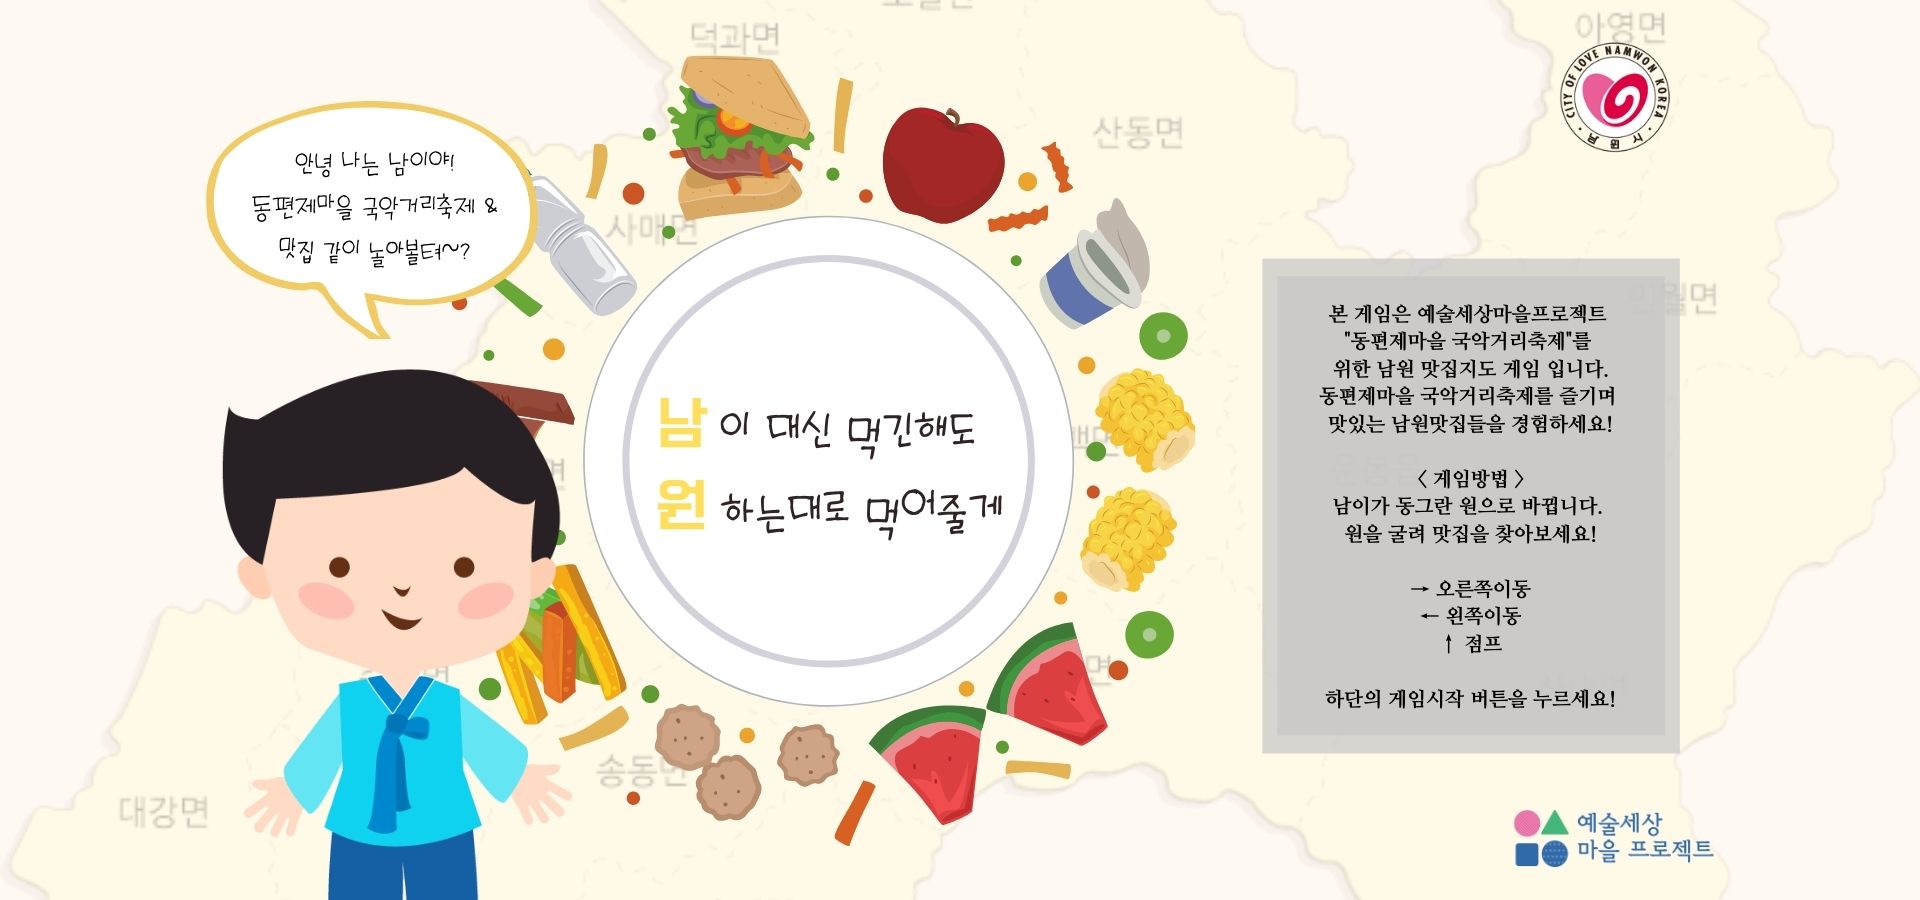 덕과면
아영면
산동면
사매면
CITY OF LOVE NAMWON KOREA
남원시
안녕 나는 남이야!
동편제마을 국악거리축제 &
맛집 같이 놀아볼텨~?
남이 대신 먹긴해도
원하는대로 먹어줄게
본 게임은 예술세상마을프로젝트
"동편제마을 국악거리축제"를
위한 남원 맛집지도 게임 입니다.
동편제마을 국악거리축제를 즐기며
맛있는 남원맛집들을 경험하세요!
< 게임방법 >
남이가 동그란 원으로 바뀝니다.
원을 굴려 맛집을 찾아보세요!
→ 오른쪽이동
← 왼쪽이동
↑ 점프
하단의 게임시작 버튼을 누르세요!
인월면
운봉읍
송동면
대강면
예술세상
마을 프로젝트